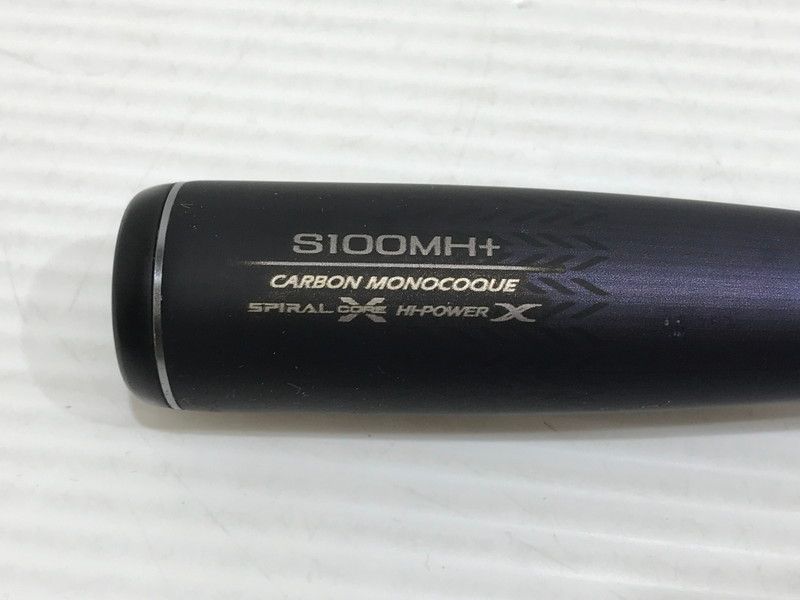 S100MH+
CARBON MONOCOQUE
SPIRAL X CORE HI-POWER X